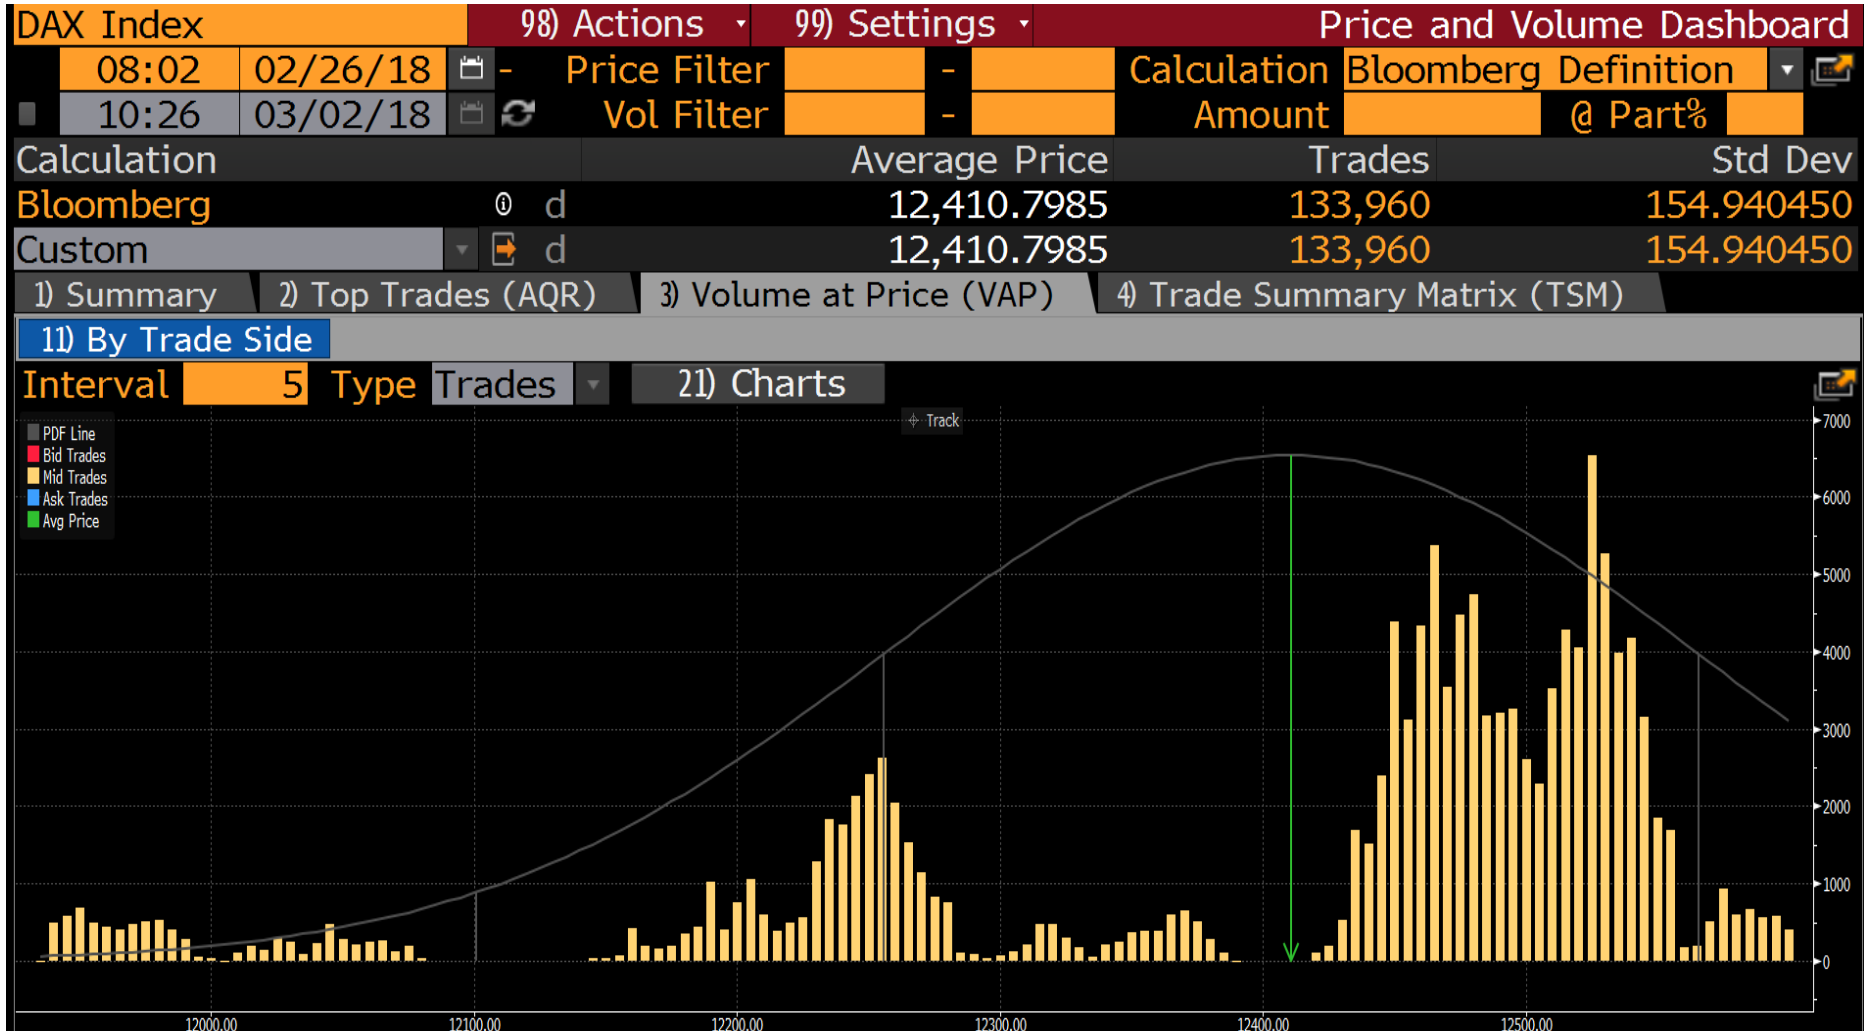 DAX Index 98) Actions 99) Settings Price and Volume Dashboard
08:02 02/26/18 - Price Filter - Calculation Bloomberg Definition
10:26 03/02/18 Vol Filter - Amount @ Part%
Calculation Average Price Trades Std Dev
Bloomberg d 12,410.7985 133,960 154.940450
Custom d 12,410.7985 133,960 154.940450
1) Summary 2) Top Trades (AQR) 3) Volume at Price (VAP) 4) Trade Summary Matrix (TSM)
11) By Trade Side
Interval 5 Type Trades 21) Charts
Track
PDF Line
Bid Trades
Mid Trades
Ask Trades
Avg Price
7000
6000
5000
4000
3000
2000
1000
0
12000.00 12100.00 12200.00 12300.00 12400.00 12500.00